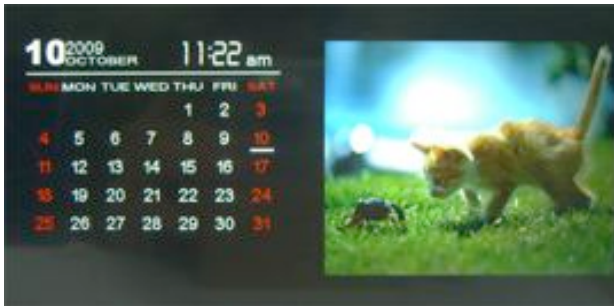 10 2009 OCTOBER 11:22 am
SUN MON TUE WED THU FRI SAT
1 2 3
4 5 6 7 8 9 10
11 12 13 14 15 16 17
18 19 20 21 22 23 24
25 26 27 28 29 30 31